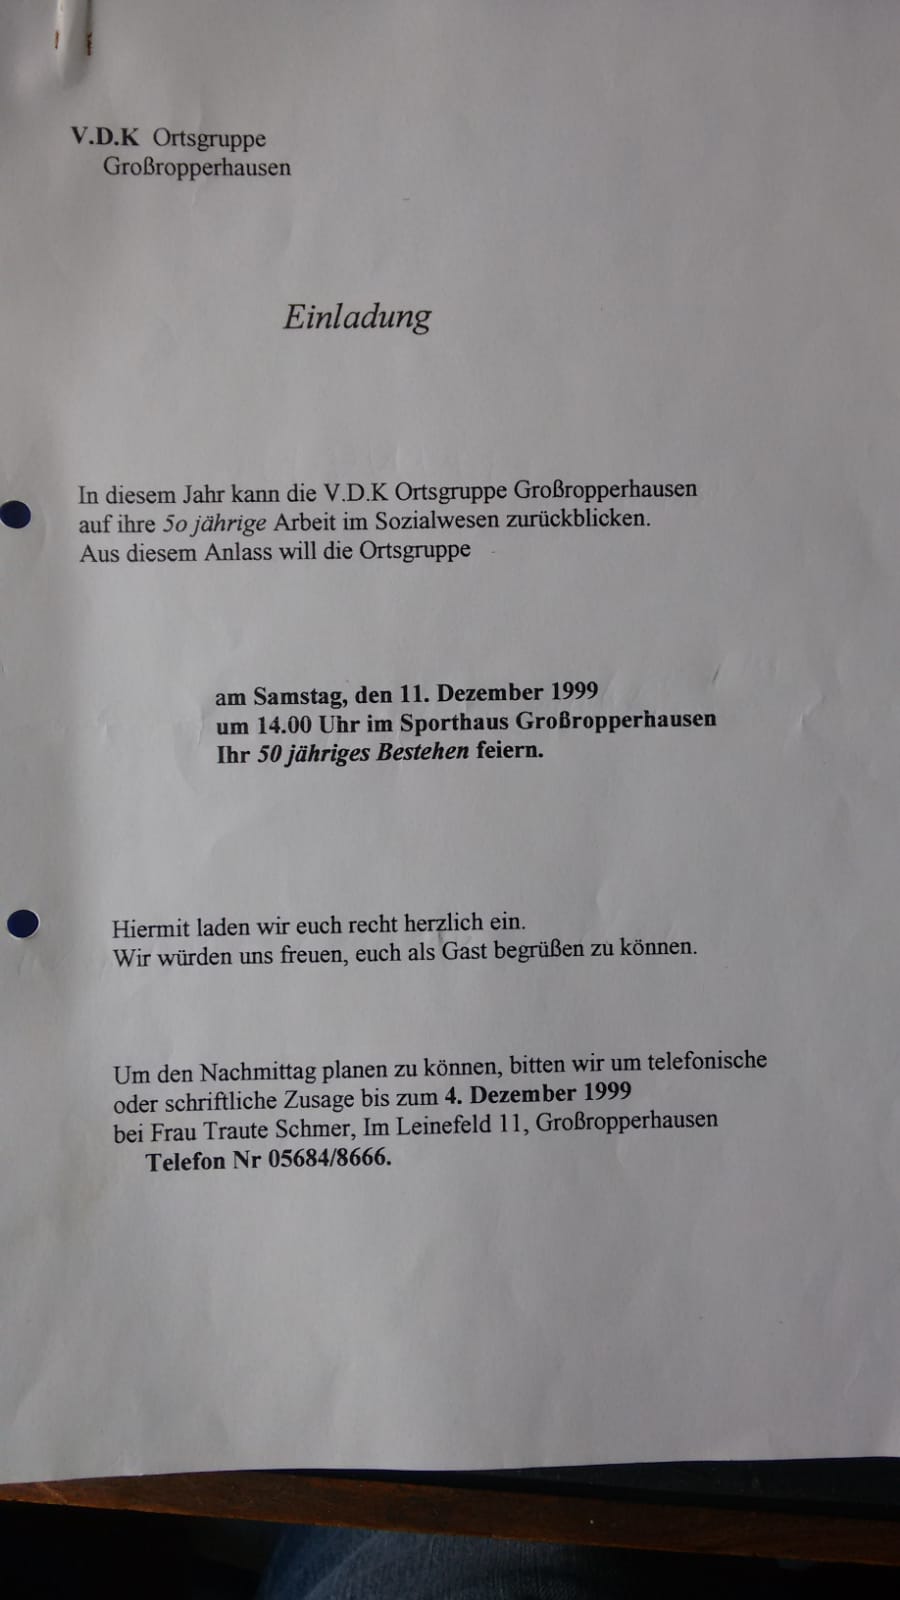 V.D.K Ortsgruppe
Großropperhausen
Einladung
In diesem Jahr kann die V.D.K Ortsgruppe Großropperhausen
auf ihre 5o jährige Arbeit im Sozialwesen zurückblicken.
Aus diesem Anlass will die Ortsgruppe
am Samstag, den 11. Dezember 1999
um 14.00 Uhr im Sporthaus Großropperhausen
Ihr 50 jähriges Bestehen feiern.
Hiermit laden wir euch recht herzlich ein.
Wir würden uns freuen, euch als Gast begrüßen zu können.
Um den Nachmittag planen zu können, bitten wir um telefonische
oder schriftliche Zusage bis zum 4. Dezember 1999
bei Frau Traute Schmer, Im Leinefeld 11, Großropperhausen
Telefon Nr 05684/8666.